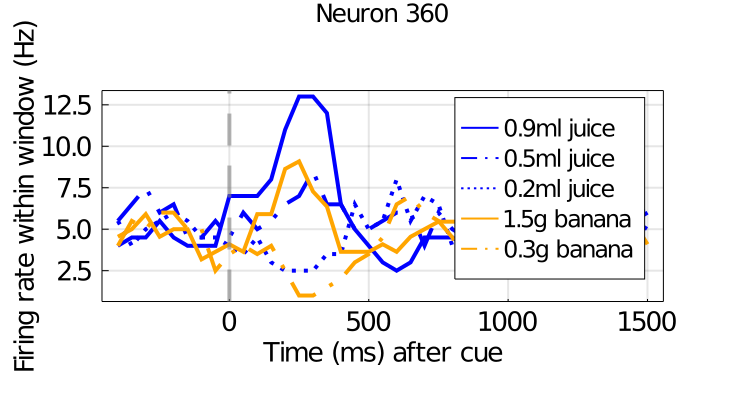 Neuron 360
Firing rate within window (Hz)
12.5
10.0
7.5
5.0
2.5
0.9ml juice
0.5ml juice
0.2ml juice
1.5g banana
0.3g banana
0 500 1000 1500
Time (ms) after cue